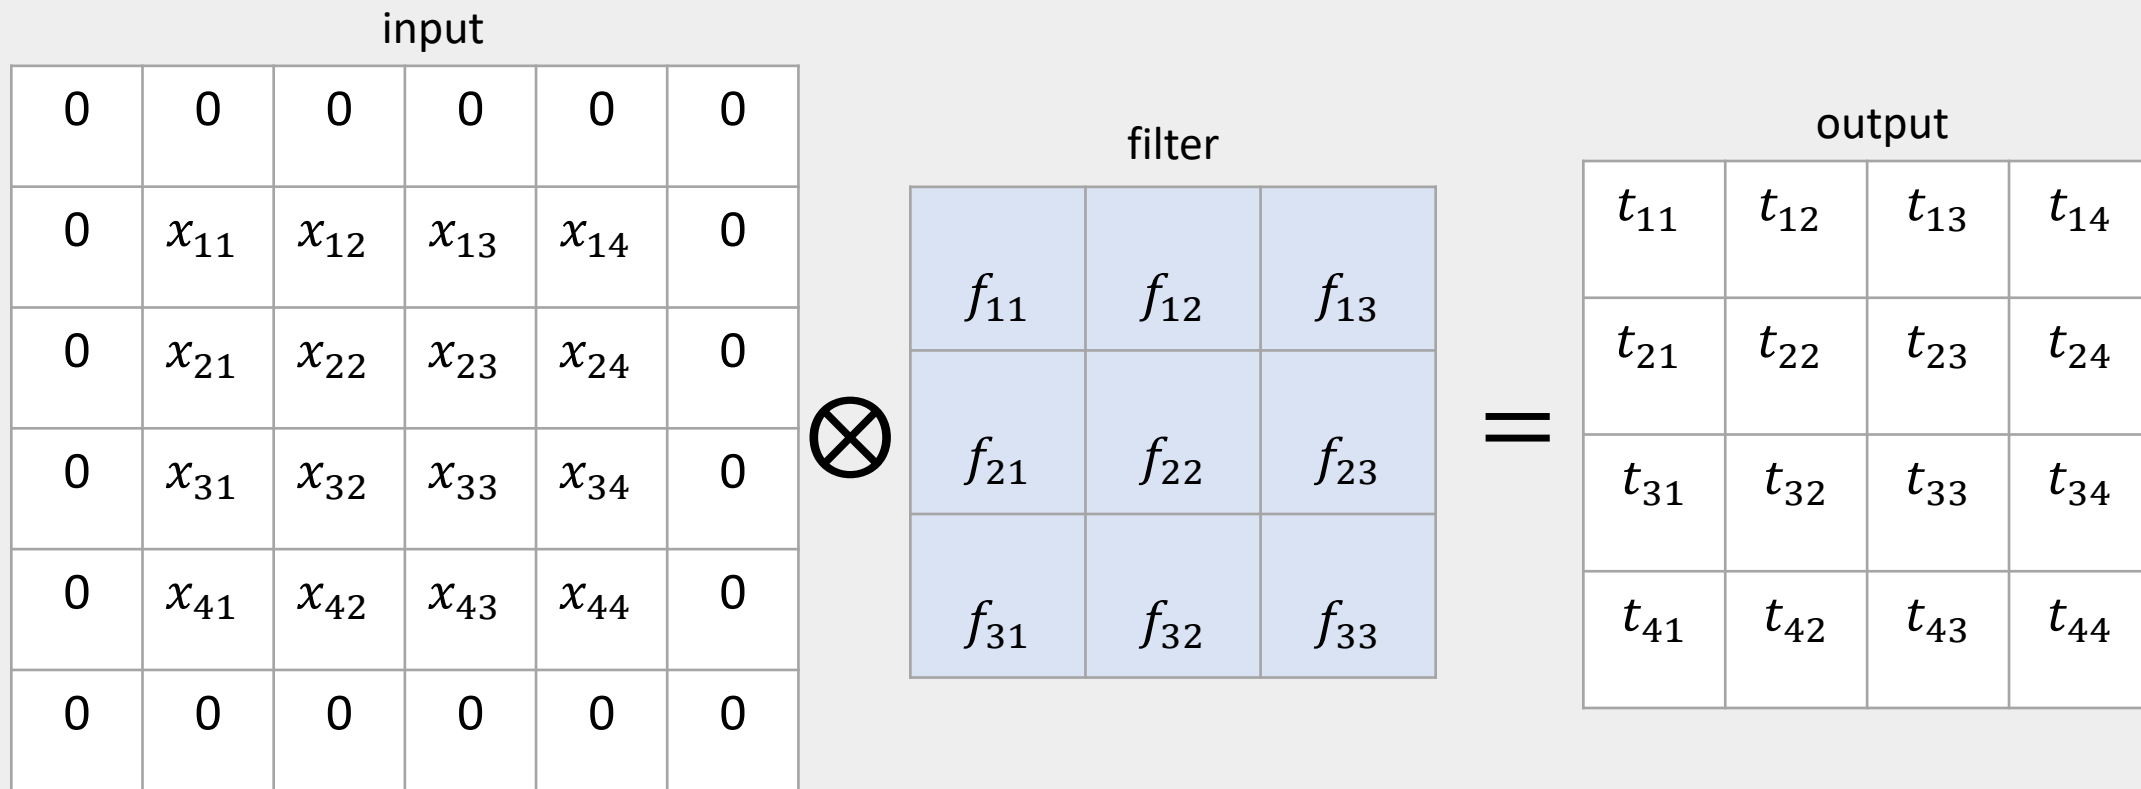 input
0 0 0 0 0 0
0 x₁₁ x₁₂ x₁₃ x₁₄ 0
0 x₂₁ x₂₂ x₂₃ x₂₄ 0
0 x₃₁ x₃₂ x₃₃ x₃₄ 0
0 x₄₁ x₄₂ x₄₃ x₄₄ 0
0 0 0 0 0 0
⊗
filter
f₁₁ f₁₂ f₁₃
f₂₁ f₂₂ f₂₃
f₃₁ f₃₂ f₃₃
=
output
t₁₁ t₁₂ t₁₃ t₁₄
t₂₁ t₂₂ t₂₃ t₂₄
t₃₁ t₃₂ t₃₃ t₃₄
t₄₁ t₄₂ t₄₃ t₄₄